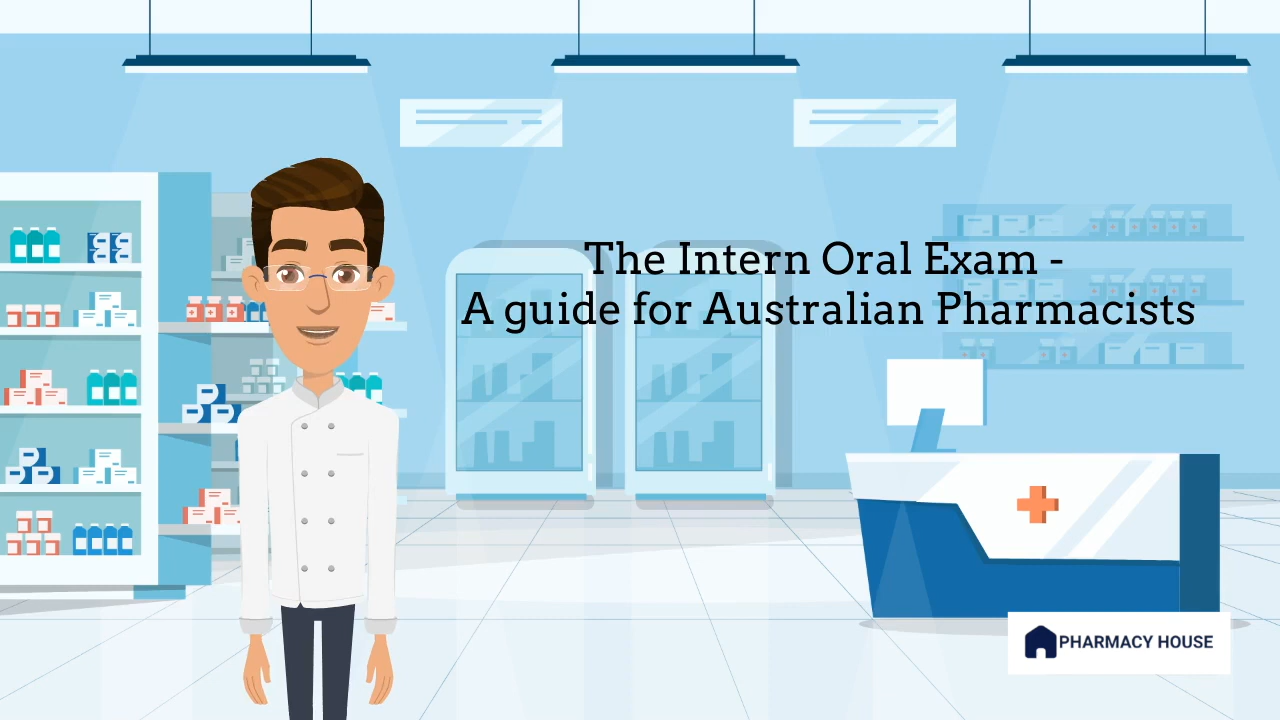 The Intern Oral Exam -
A guide for Australian Pharmacists
PHARMACY HOUSE